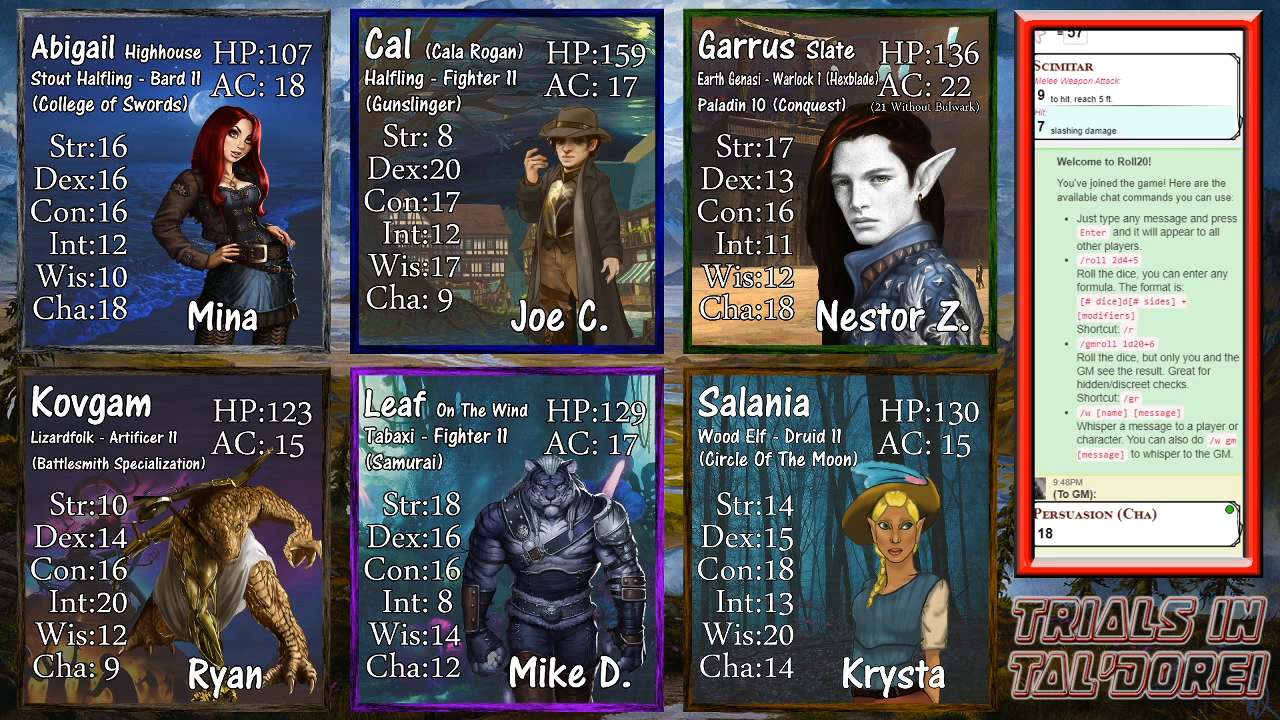 Abigail Highhouse HP:107
Stout Halfling - Bard 11 AC: 18
(College of Swords)
Str:16
Dex:16
Con:16
Int:12
Wis:10
Cha:18
Mina
Cal (Cala Rogan) HP:159
Halfling - Fighter 11 AC: 17
(Gunslinger)
Str: 8
Dex:20
Con:17
Int:12
Wis:17
Cha: 9
Joe C.
Garrus Slate HP:136
Earth Genasi - Warlock 1 (Hexblade) AC: 22
Paladin 10 (Conquest) (21 Without Bulwark)
Str:17
Dex:13
Con:16
Int:11
Wis:12
Cha:18
Nestor Z.
Kovgam HP:123
Lizardfolk - Artificer 11 AC: 15
(Battlesmith Specialization)
Str:10
Dex:14
Con:16
Int:20
Wis:12
Cha: 9
Ryan
Leaf On The Wind HP:129
Tabaxi - Fighter 11 AC: 17
(Samurai)
Str:18
Dex:16
Con:16
Int: 8
Wis:14
Cha:12
Mike D.
Salania HP:130
Wood Elf - Druid 11 AC: 15
(Circle Of The Moon)
Str:14
Dex:15
Con:18
Int:13
Wis:20
Cha:14
Krysta
= 57
Scimitar
Melee Weapon Attack:
9 to hit, reach 5 ft.
Hit:
7 slashing damage
Welcome to Roll20!
You've joined the game! Here are the
available chat commands you can use:
• Just type any message and press
Enter and it will appear to all
other players.
• /roll 2d4+5
Roll the dice, you can enter any
formula. The format is:
[# dice]d[# sides] +
[modifiers]
Shortcut: /r
• /gmroll 1d20+6
Roll the dice, but only you and the
GM see the result. Great for
hidden/discreet checks.
Shortcut: /gr
• /w [name] [message]
Whisper a message to a player or
character. You can also do /w gm
[message] to whisper to the GM.
9:48PM
(To GM):
Persuasion (Cha)
18
TRIALS IN
TAL'DOREI